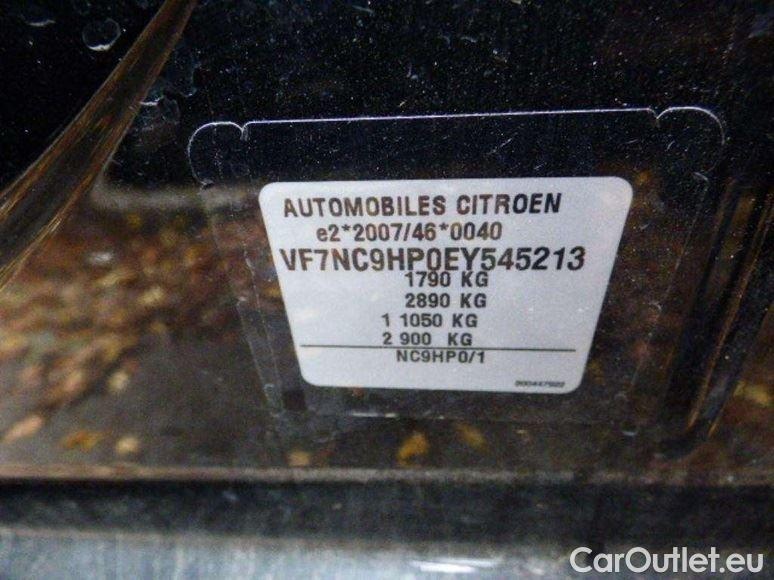 AUTOMOBILES CITROEN
e2*2007/46*0040
VF7NC9HP0EY545213
1790 KG
2890 KG
1 1050 KG
2 900 KG
NC9HP0/1
CarOutlet.eu